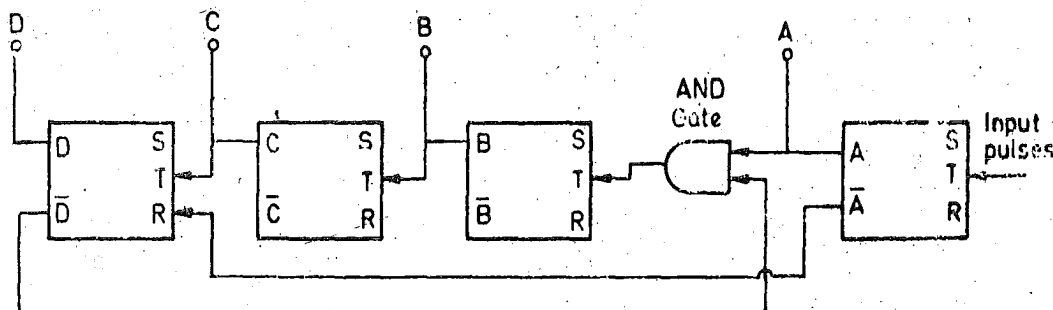 D
C
B
A
AND
Gate
Input
pulses
D
S
T
D̅
R
C
S
T
C̅
R
B
S
T
B̅
R
A
S
T
A̅
R